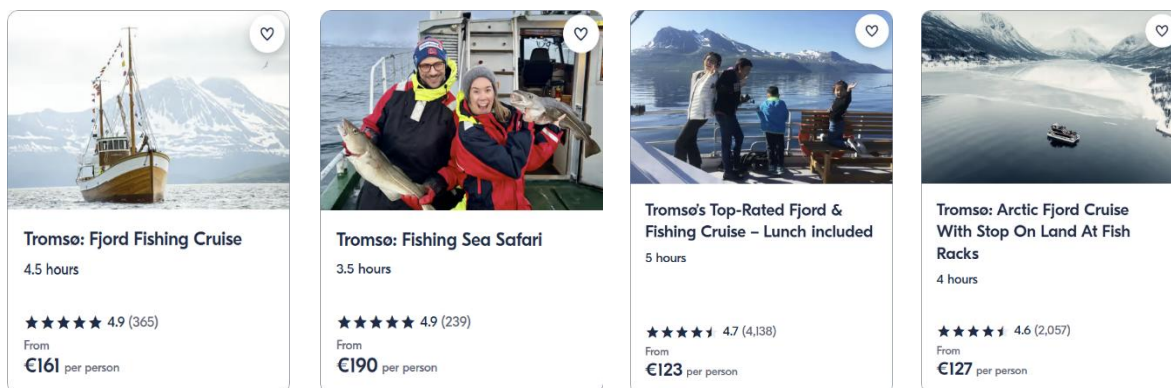 Tromsø: Fjord Fishing Cruise
4.5 hours
4.9 (365)
From
€161 per person
Tromsø: Fishing Sea Safari
3.5 hours
4.9 (239)
From
€190 per person
Tromsø's Top-Rated Fjord &
Fishing Cruise – Lunch included
5 hours
4.7 (4,138)
From
€123 per person
Tromsø: Arctic Fjord Cruise
With Stop On Land At Fish
Racks
4 hours
4.6 (2,057)
From
€127 per person